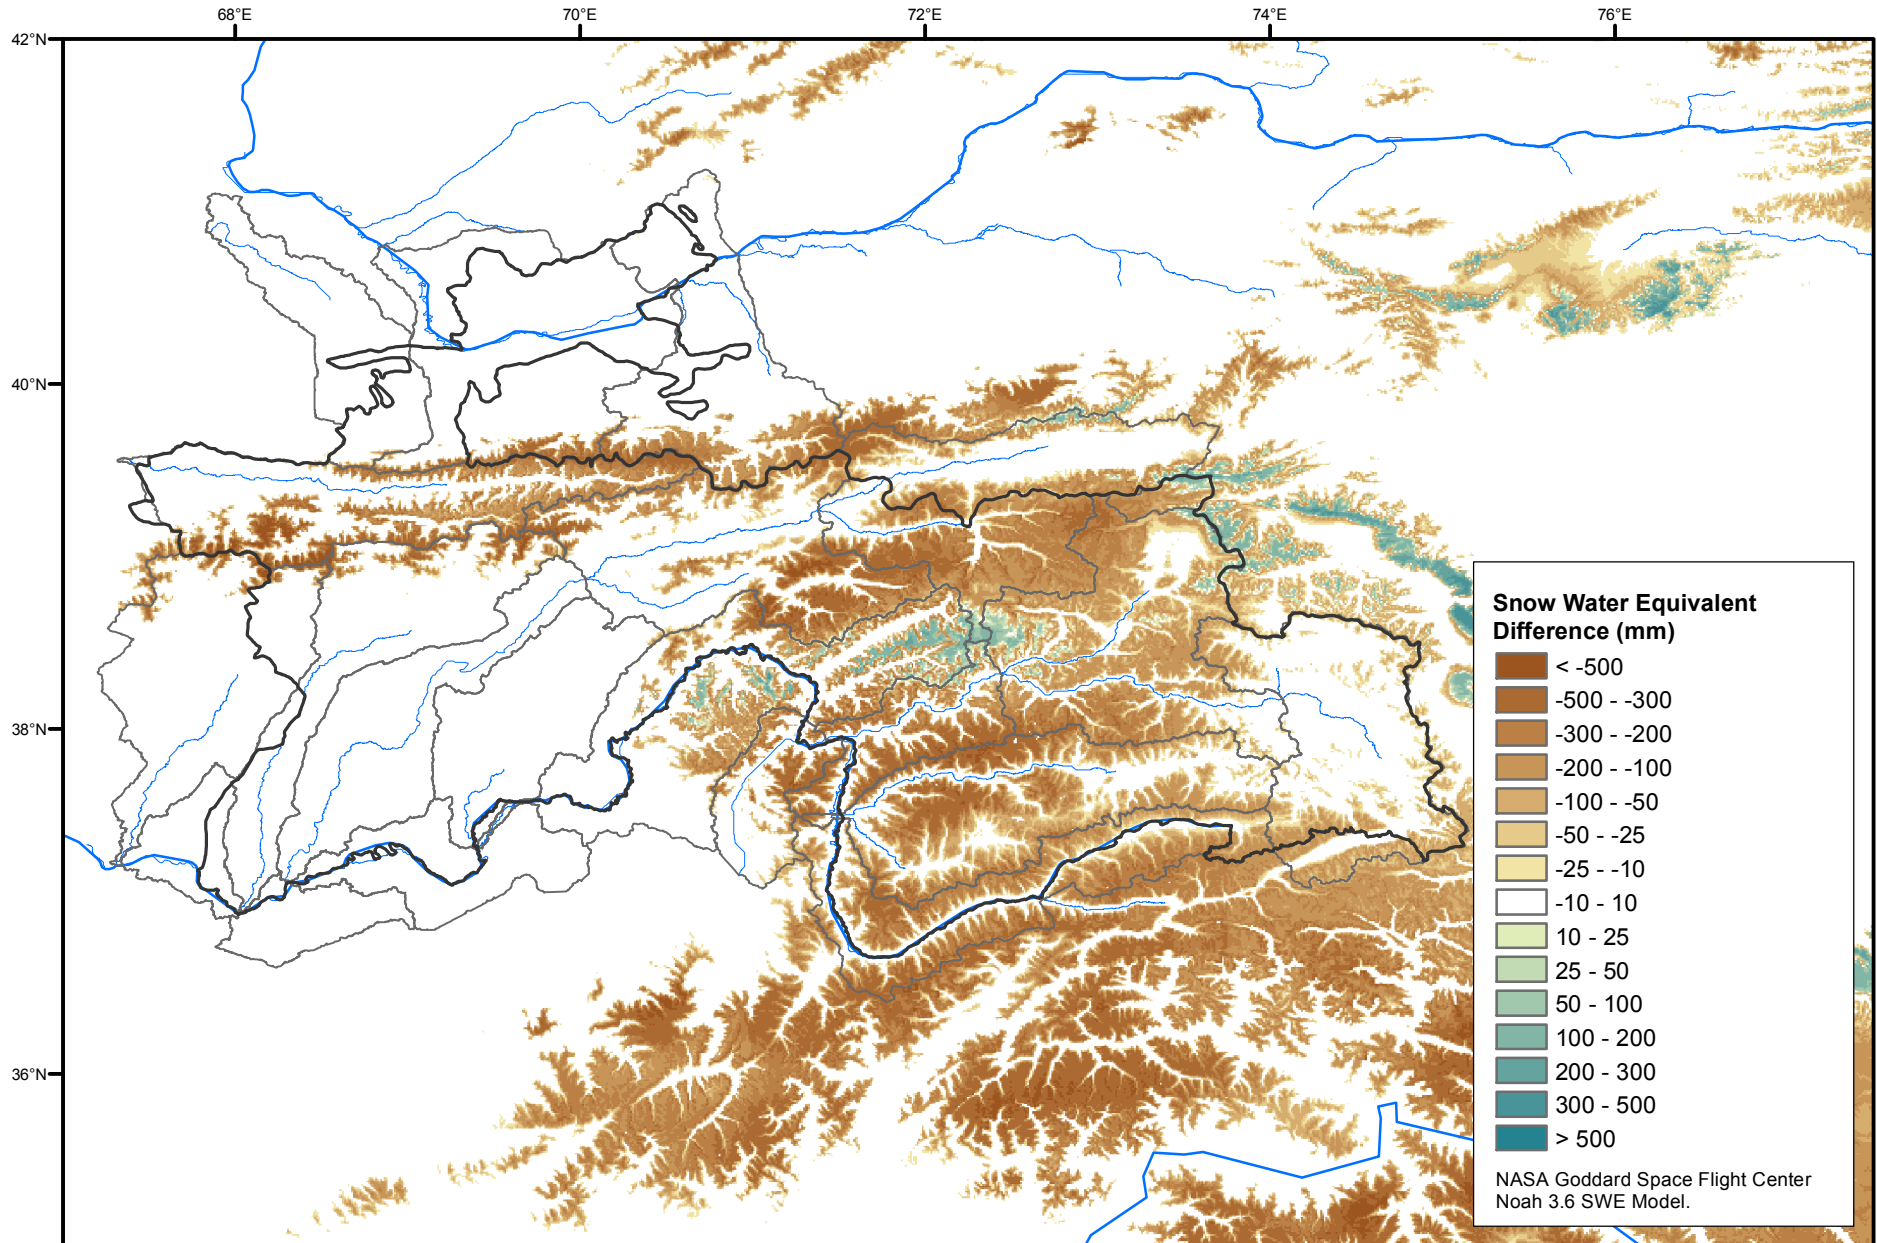 68°E
70°E
72°E
74°E
76°E
42°N
40°N
38°N
36°N
Snow Water Equivalent
Difference (mm)
< -500
-500 - -300
-300 - -200
-200 - -100
-100 - -50
-50 - -25
-25 - -10
-10 - 10
10 - 25
25 - 50
50 - 100
100 - 200
200 - 300
300 - 500
> 500
NASA Goddard Space Flight Center
Noah 3.6 SWE Model.